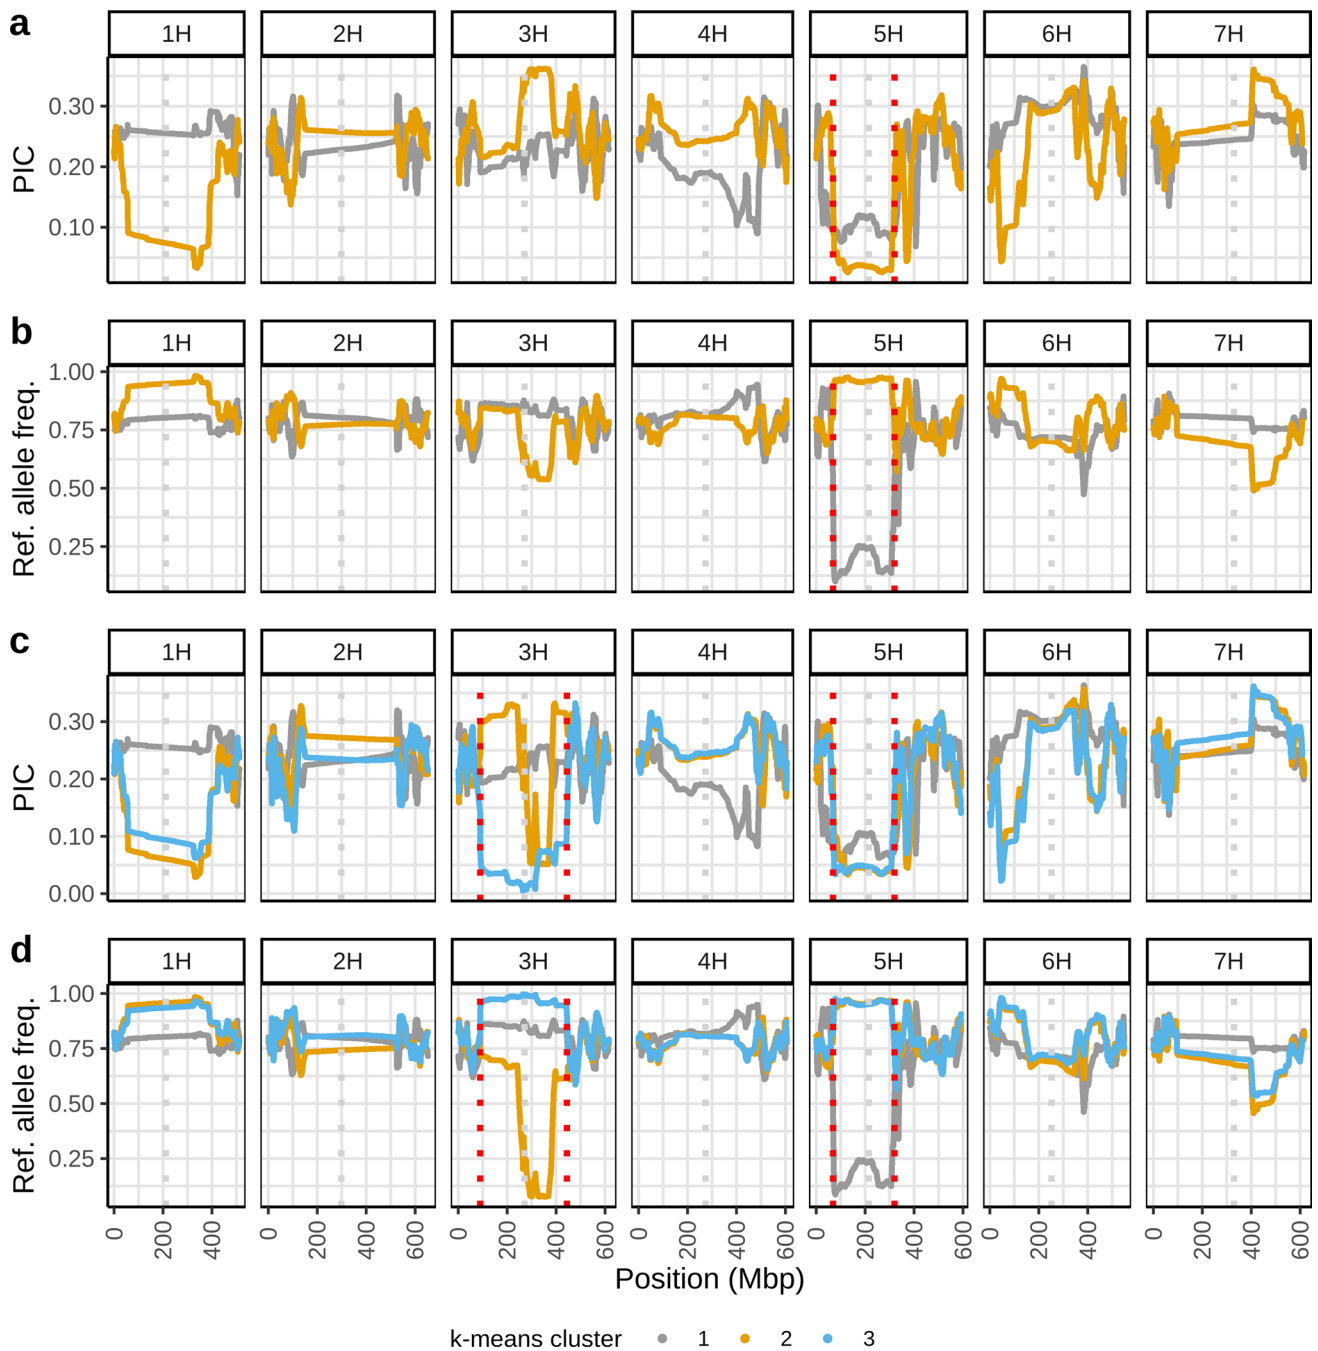 a
1H 2H 3H 4H 5H 6H 7H
PIC
0.30
0.20
0.10
b
1H 2H 3H 4H 5H 6H 7H
Ref. allele freq.
1.00
0.75
0.50
0.25
c
1H 2H 3H 4H 5H 6H 7H
PIC
0.30
0.20
0.10
0.00
d
1H 2H 3H 4H 5H 6H 7H
Ref. allele freq.
1.00
0.75
0.50
0.25
0 200 400 0 200 400 600 0 200 400 600 0 200 400 600 0 200 400 600 0 200 400 0 200 400 600
Position (Mbp)
k-means cluster 1 2 3